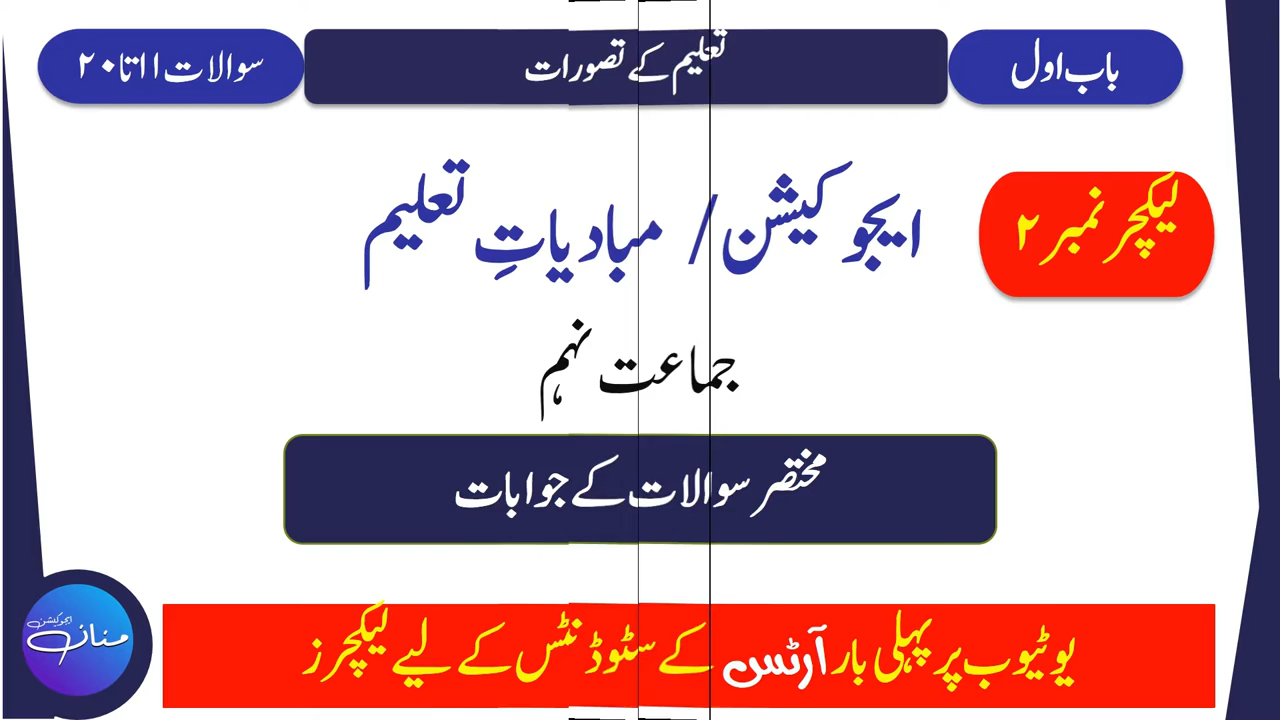 باب اول
تعلیم کے تصورات
سوالات ۱۱ تا ۲۰
لیکچر نمبر ۲
ایجوکیشن / مبادیاتِ تعلیم
جماعت نہم
مختصر سوالات کے جوابات
یوٹیوب پر پہلی بار آرٹس کے سٹوڈنٹس کے لیے لیکچرز
ایجوکیشن
منان